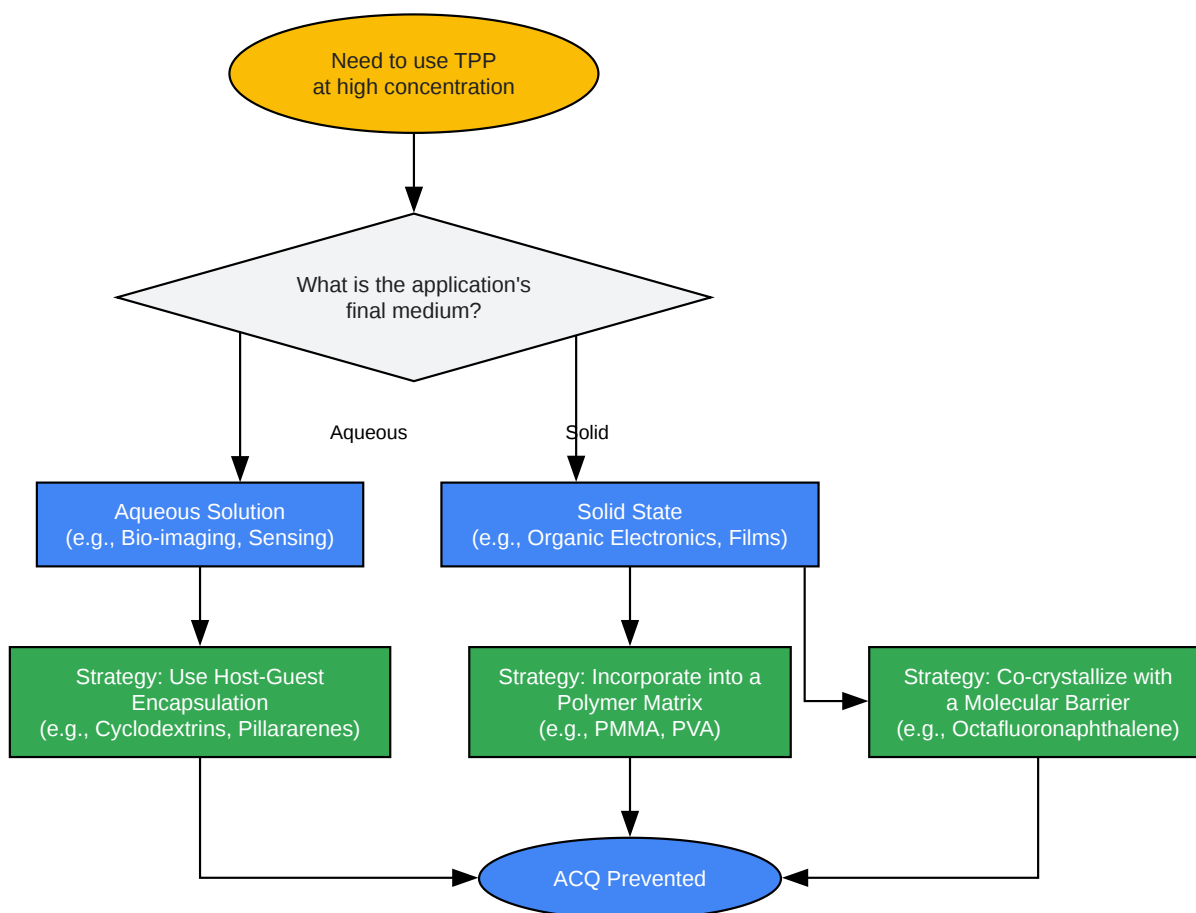 Need to use TPP
at high concentration
What is the application's
final medium?
Aqueous
Solid
Aqueous Solution
(e.g., Bio-imaging, Sensing)
Solid State
(e.g., Organic Electronics, Films)
Strategy: Use Host-Guest
Encapsulation
(e.g., Cyclodextrins, Pillararenes)
Strategy: Incorporate into a
Polymer Matrix
(e.g., PMMA, PVA)
Strategy: Co-crystallize with
a Molecular Barrier
(e.g., Octafluoronaphthalene)
ACQ Prevented